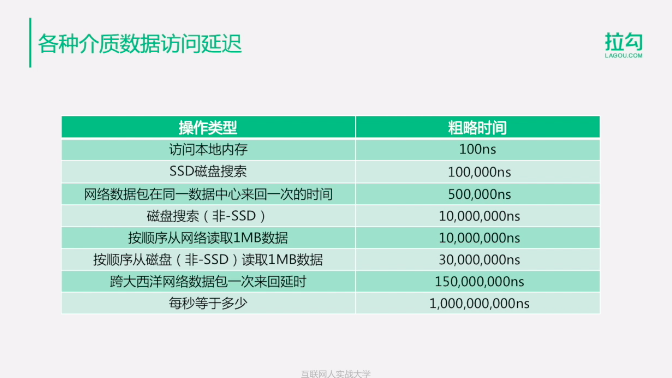 各种介质数据访问延迟
拉勾
LAGOU.COM
操作类型 粗略时间
访问本地内存 100ns
SSD磁盘搜索 100,000ns
网络数据包在同一数据中心来回一次的时间 500,000ns
磁盘搜索（非-SSD） 10,000,000ns
按顺序从网络读取1MB数据 10,000,000ns
按顺序从磁盘（非-SSD）读取1MB数据 30,000,000ns
跨大西洋网络数据包一次来回延时 150,000,000ns
每秒等于多少 1,000,000,000ns
互联网人实战大学